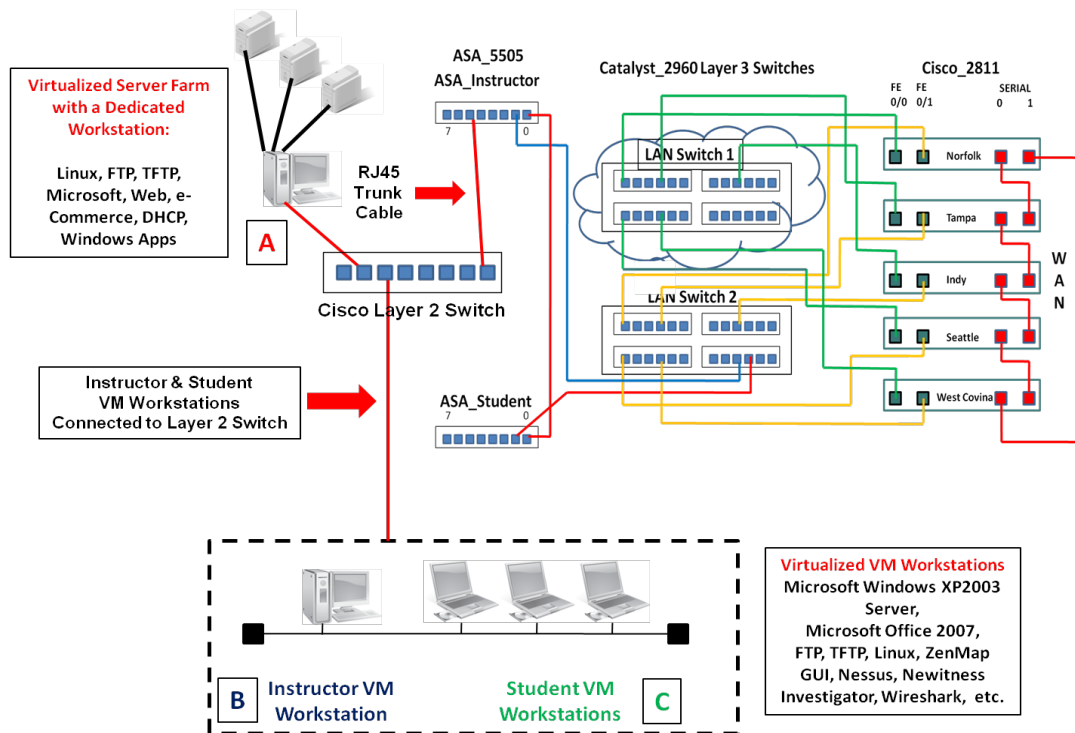 Virtualized Server Farm
with a Dedicated
Workstation:
Linux, FTP, TFTP,
Microsoft, Web, e-
Commerce, DHCP,
Windows Apps
A
RJ45
Trunk
Cable
Cisco Layer 2 Switch
ASA_5505
ASA_Instructor
7 0
Catalyst_2960 Layer 3 Switches
LAN Switch 1
LAN Switch 2
Cisco_2811
FE FE SERIAL
0/0 0/1 0 1
Norfolk
Tampa
Indy
Seattle
West Covina
W
A
N
Instructor & Student
VM Workstations
Connected to Layer 2 Switch
ASA_Student
7 0
B
Instructor VM
Workstation
Student VM
Workstations
C
Virtualized VM Workstations
Microsoft Windows XP2003
Server,
Microsoft Office 2007,
FTP, TFTP, Linux, ZenMap
GUI, Nessus, Newitness
Investigator, Wireshark, etc.